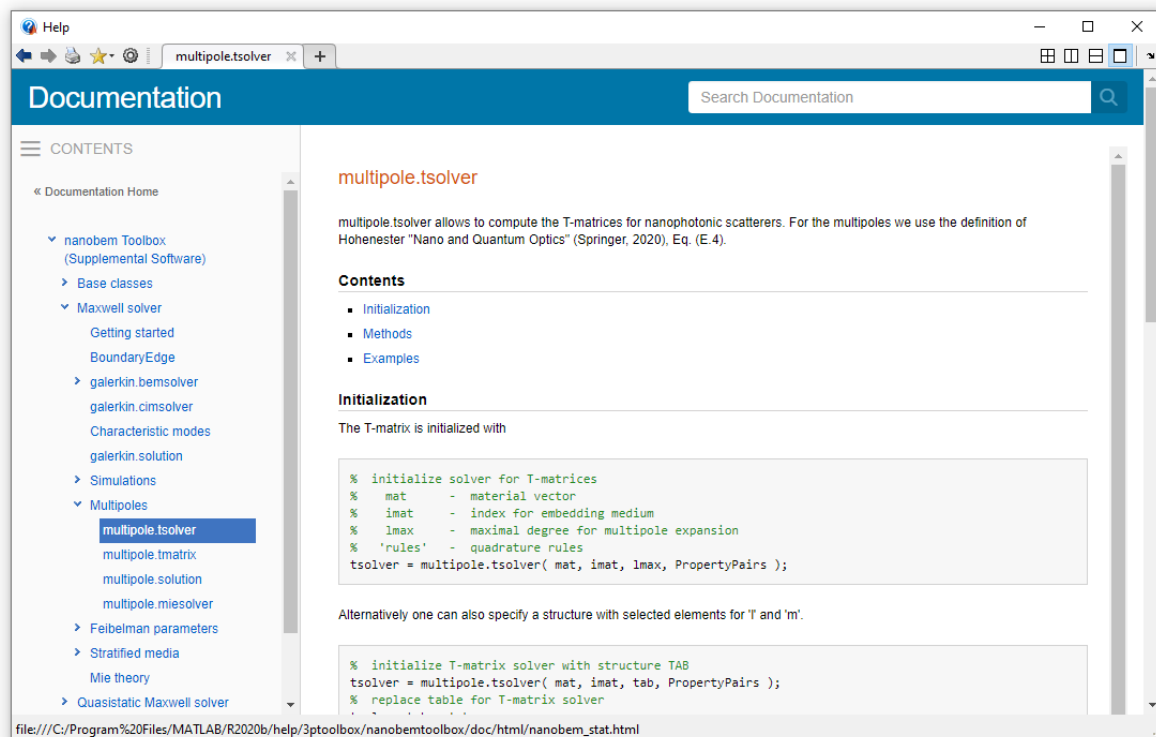 Help
multipole.tsolver
Documentation
Search Documentation
CONTENTS
« Documentation Home
nanobem Toolbox
(Supplemental Software)
Base classes
Maxwell solver
Getting started
BoundaryEdge
galerkin.bemsolver
galerkin.cimsolver
Characteristic modes
galerkin.solution
Simulations
Multipoles
multipole.tsolver
multipole.tmatrix
multipole.solution
multipole.miesolver
Feibelman parameters
Stratified media
Mie theory
Quasistatic Maxwell solver
multipole.tsolver
multipole.tsolver allows to compute the T-matrices for nanophotonic scatterers. For the multipoles we use the definition of
Hohenester "Nano and Quantum Optics" (Springer, 2020), Eq. (E.4).
Contents
Initialization
Methods
Examples
Initialization
The T-matrix is initialized with
%  initialize solver for T-matrices
%    mat      -  material vector
%    imat     -  index for embedding medium
%    lmax     -  maximal degree for multipole expansion
%   'rules'   -  quadrature rules
tsolver = multipole.tsolver( mat, imat, lmax, PropertyPairs );
Alternatively one can also specify a structure with selected elements for 'l' and 'm'.
%  initialize T-matrix solver with structure TAB
tsolver = multipole.tsolver( mat, imat, tab, PropertyPairs );
%  replace table for T-matrix solver
file:///C:/Program%20Files/MATLAB/R2020b/help/3ptoolbox/nanobemtoolbox/doc/html/nanobem_stat.html